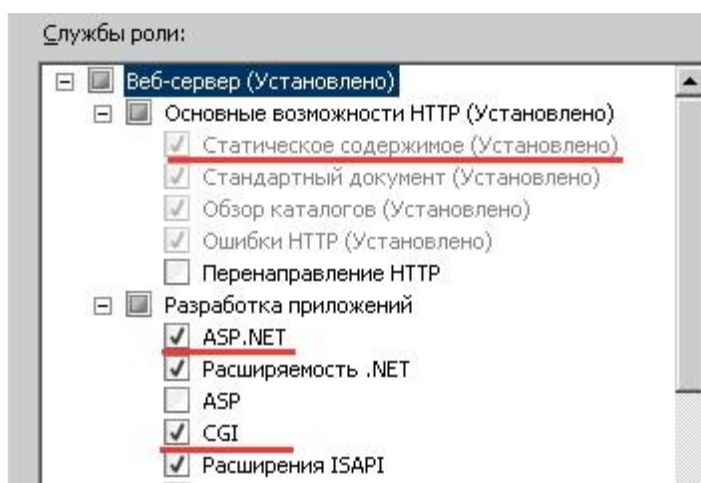 Службы роли:
Веб-сервер (Установлено)
Основные возможности HTTP (Установлено)
Статическое содержимое (Установлено)
Стандартный документ (Установлено)
Обзор каталогов (Установлено)
Ошибки HTTP (Установлено)
Перенаправление HTTP
Разработка приложений
ASP.NET
Расширяемость .NET
ASP
CGI
Расширения ISAPI